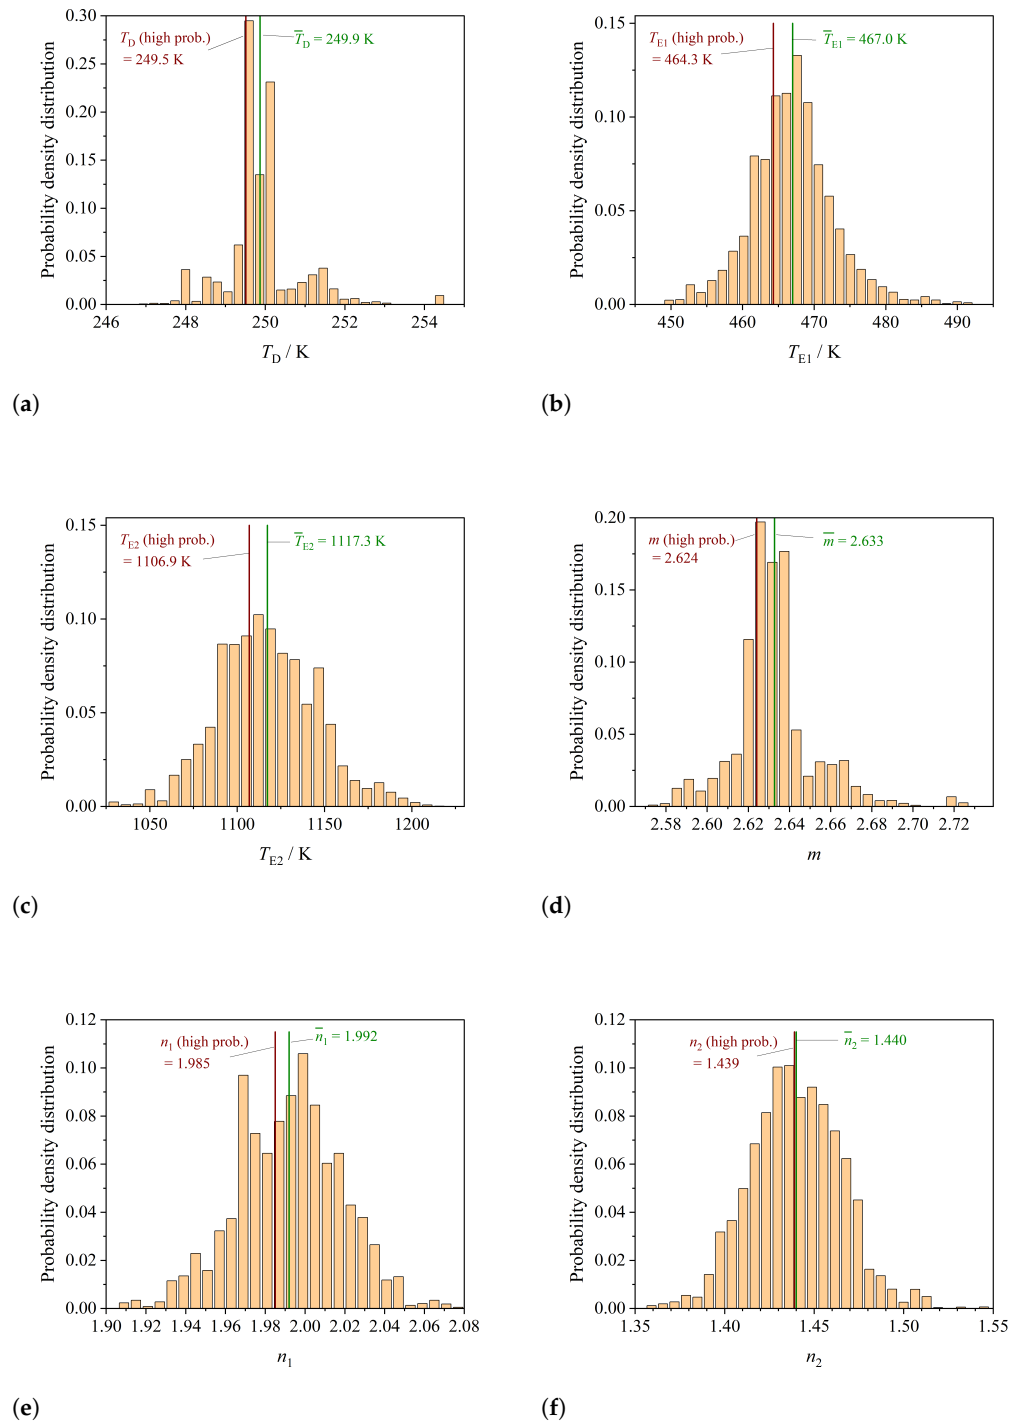 0.30
0.25
0.20
0.15
0.10
0.05
0.00
Probability density distribution
T_D (high prob.)
= 249.5 K
T̅_D = 249.9 K
246 248 250 252 254
T_D / K
(a)
0.15
0.10
0.05
0.00
Probability density distribution
T_E1 (high prob.)
= 464.3 K
T̅_E1 = 467.0 K
450 460 470 480 490
T_E1 / K
(b)
0.15
0.10
0.05
0.00
Probability density distribution
T_E2 (high prob.)
= 1106.9 K
T̅_E2 = 1117.3 K
1050 1100 1150 1200
T_E2 / K
(c)
0.20
0.15
0.10
0.05
0.00
Probability density distribution
m (high prob.)
= 2.624
m̅ = 2.633
2.58 2.60 2.62 2.64 2.66 2.68 2.70 2.72
m
(d)
0.12
0.10
0.08
0.06
0.04
0.02
0.00
Probability density distribution
n_1 (high prob.)
= 1.985
n̅_1 = 1.992
1.90 1.92 1.94 1.96 1.98 2.00 2.02 2.04 2.06 2.08
n_1
(e)
0.12
0.10
0.08
0.06
0.04
0.02
0.00
Probability density distribution
n_2 (high prob.)
= 1.439
n̅_2 = 1.440
1.35 1.40 1.45 1.50 1.55
n_2
(f)